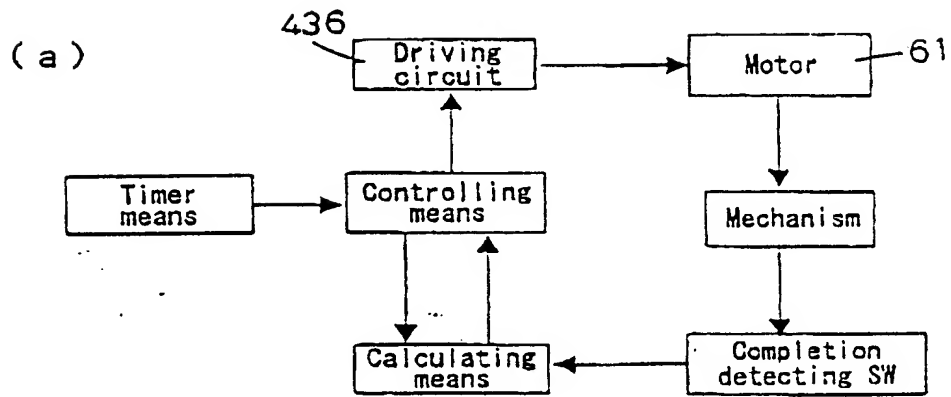 (a)
436
Driving
circuit
Motor
61
Timer
means
Controlling
means
Mechanism
Calculating
means
Completion
detecting SW